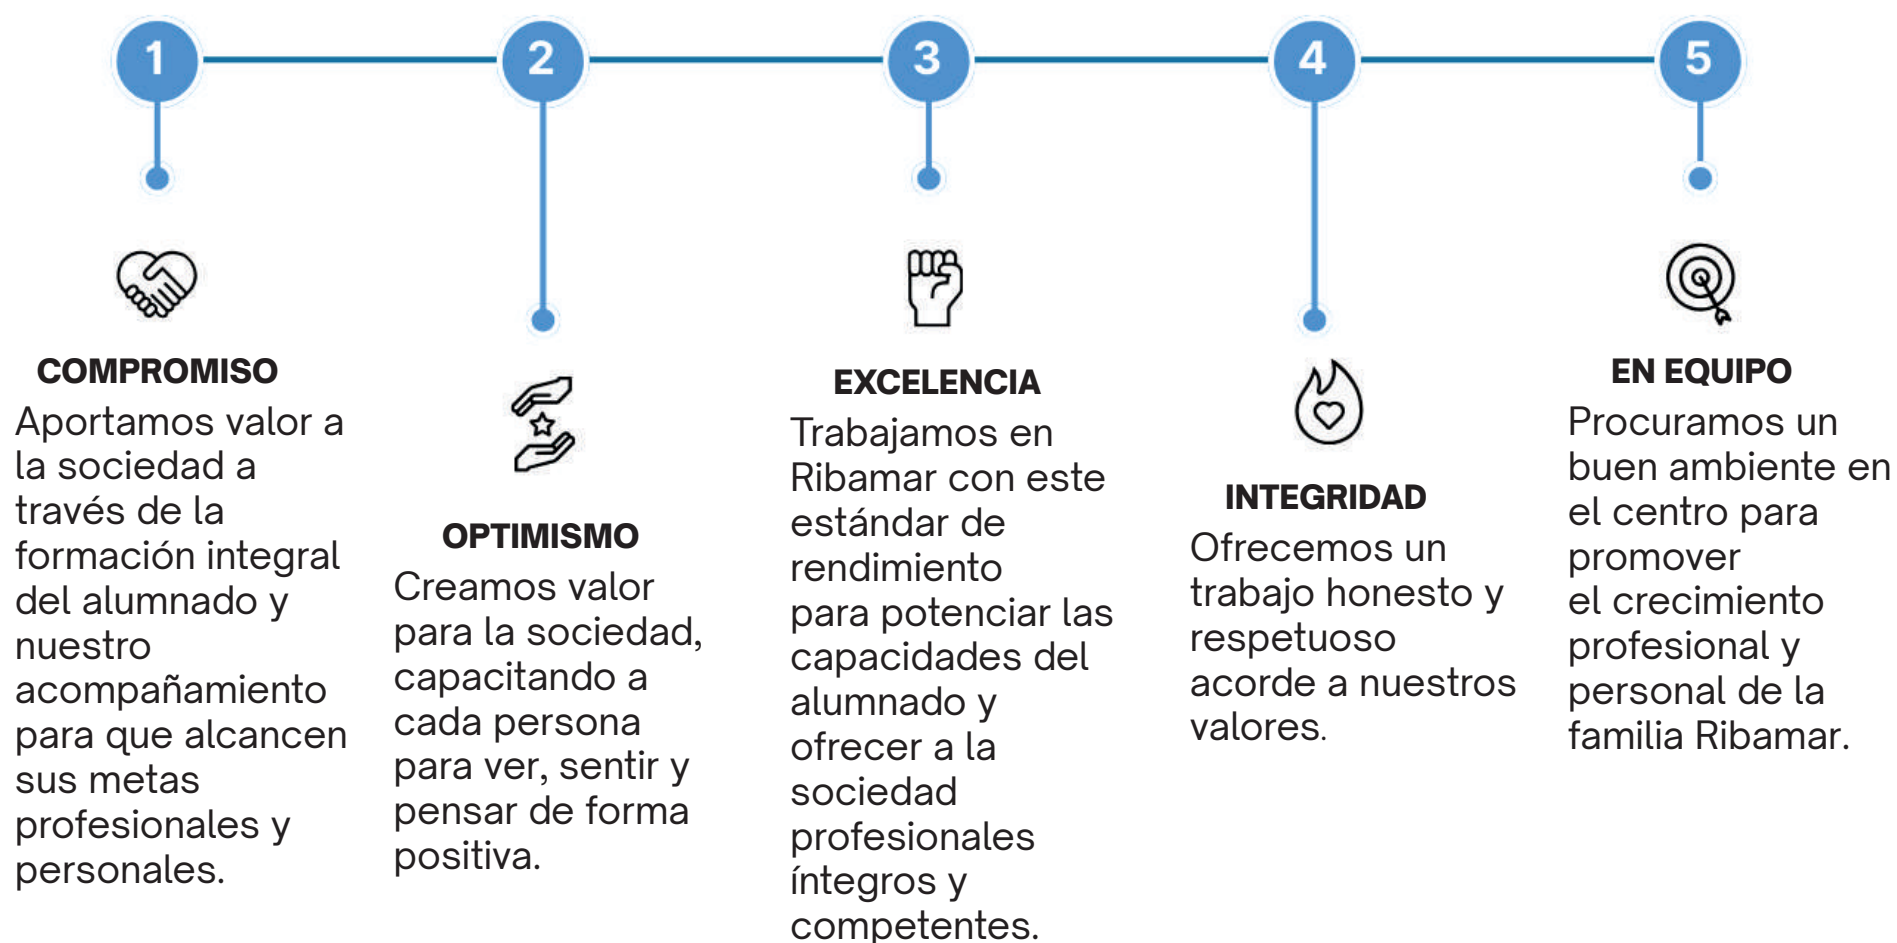 1
2
3
4
5
COMPROMISO
Aportamos valor a
la sociedad a
través de la
formación integral
del alumnado y
nuestro
acompañamiento
para que alcancen
sus metas
profesionales y
personales.
OPTIMISMO
Creamos valor
para la sociedad,
capacitando a
cada persona
para ver, sentir y
pensar de forma
positiva.
EXCELENCIA
Trabajamos en
Ribamar con este
estándar de
rendimiento
para potenciar las
capacidades del
alumnado y
ofrecer a la
sociedad
profesionales
íntegros y
competentes.
INTEGRIDAD
Ofrecemos un
trabajo honesto y
respetuoso
acorde a nuestros
valores.
EN EQUIPO
Procuramos un
buen ambiente en
el centro para
promover
el crecimiento
profesional y
personal de la
familia Ribamar.